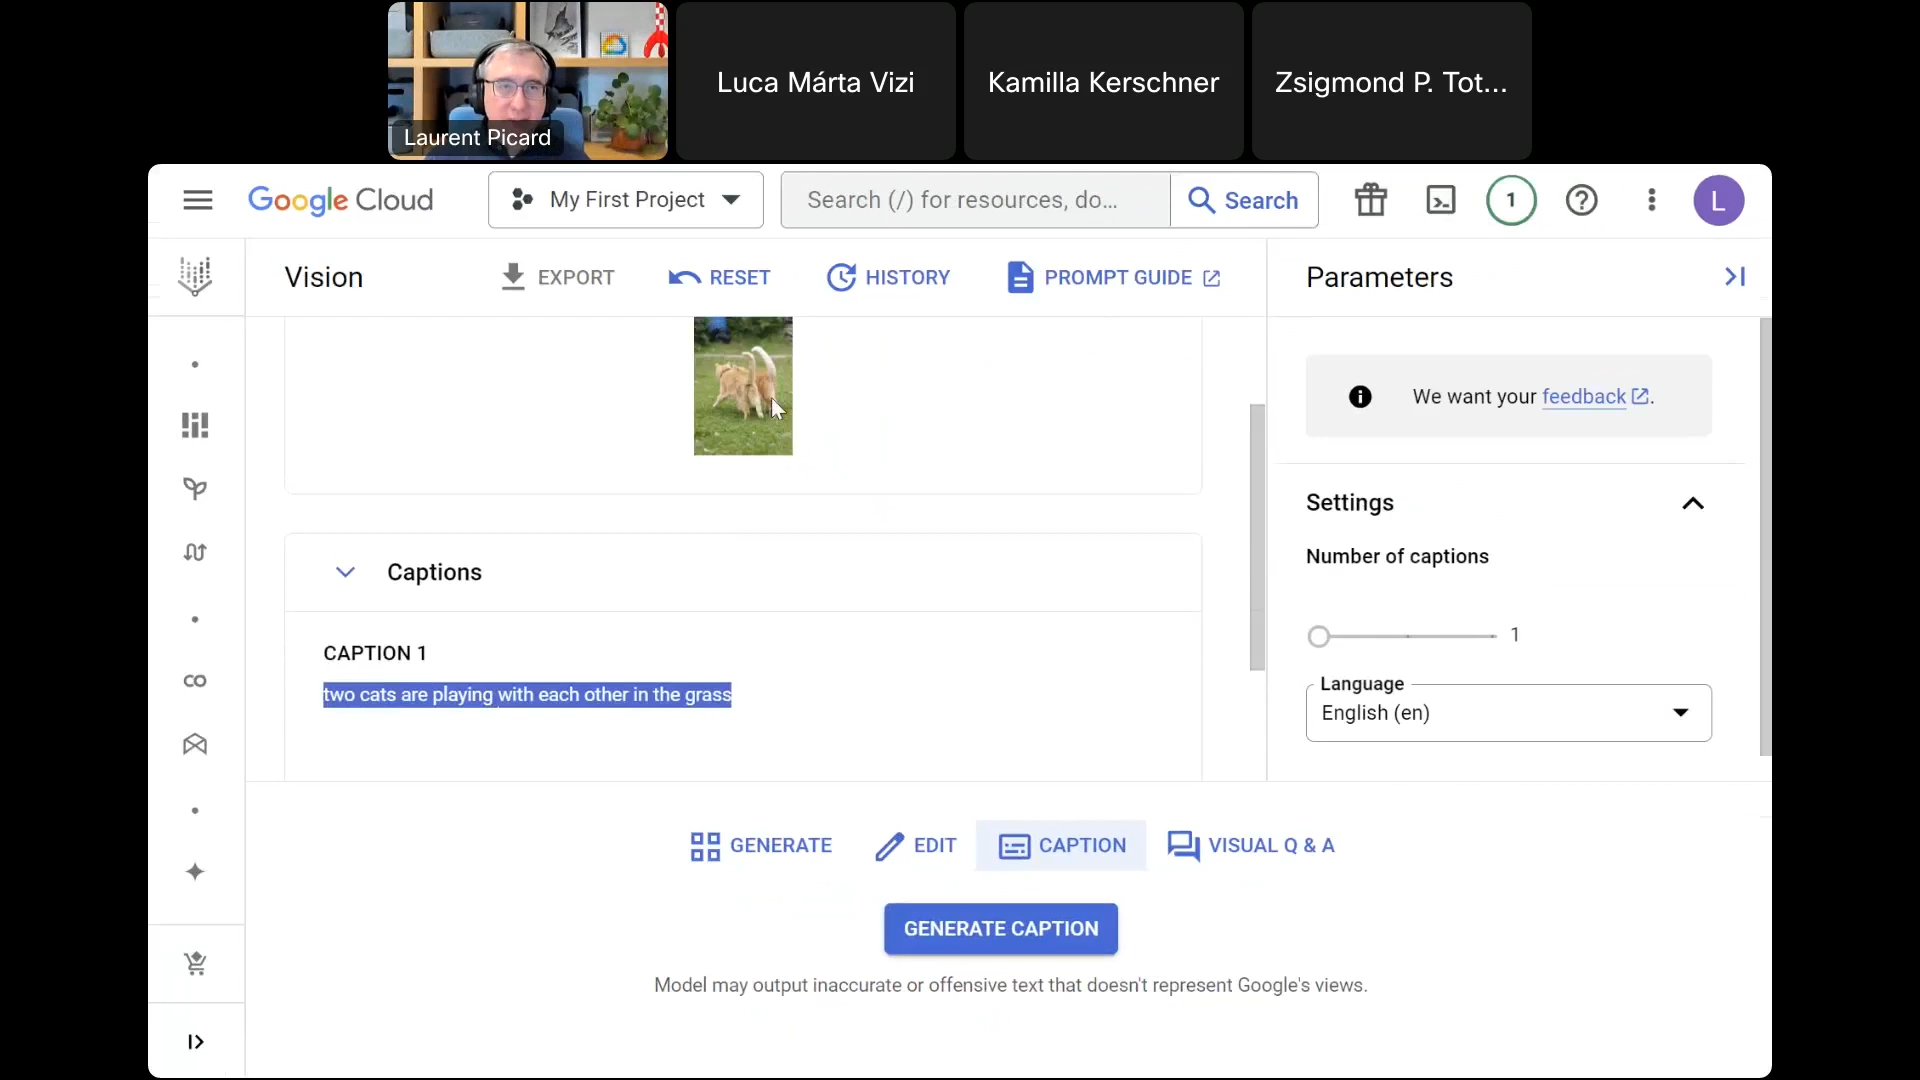 Laurent Picard
Luca Márta Vizi
Kamilla Kerschner
Zsigmond P. Tot...
Google Cloud
My First Project
Search (/) for resources, do...
Search
1
L
Vision
EXPORT
RESET
HISTORY
PROMPT GUIDE
Parameters
We want your feedback.
Settings
Number of captions
1
Language
English (en)
Captions
CAPTION 1
two cats are playing with each other in the grass
GENERATE
EDIT
CAPTION
VISUAL Q & A
GENERATE CAPTION
Model may output inaccurate or offensive text that doesn't represent Google's views.